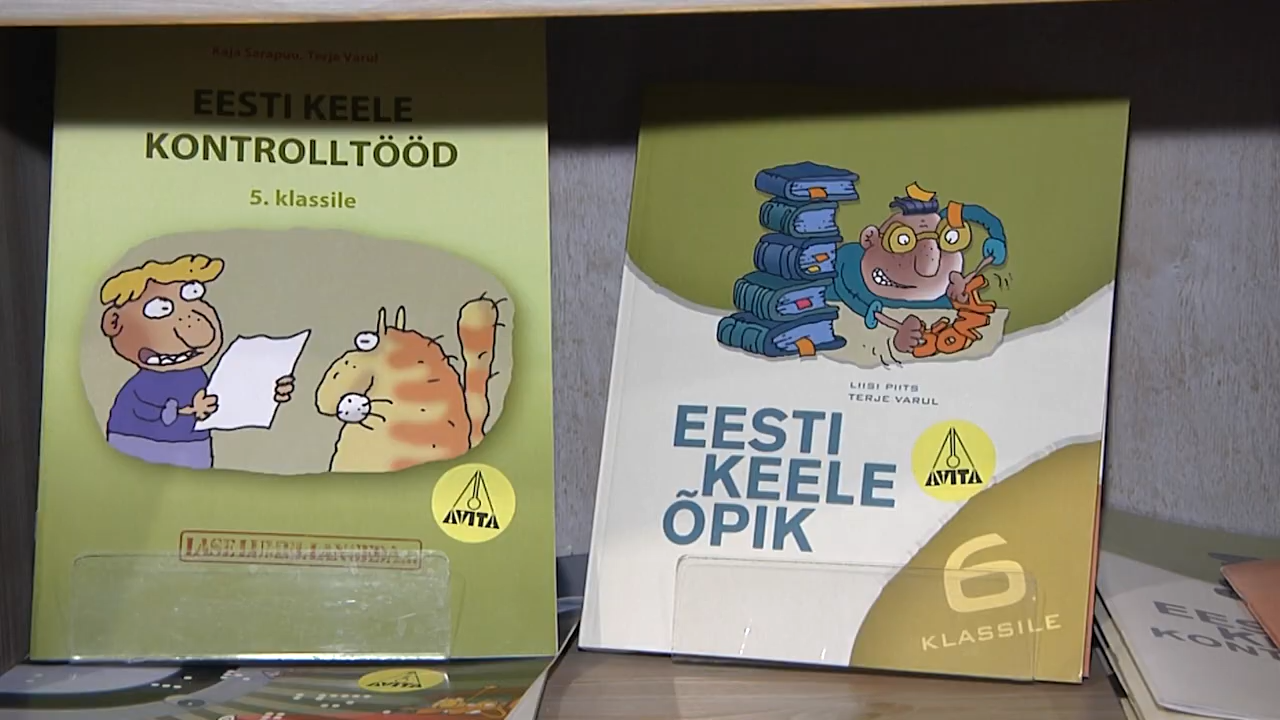 Kaja Sarapuu, Terje Varul
EESTI KEELE
KONTROLLTÖÖD
5. klassile
AVITA
LIISI PIITS
TERJE VARUL
EESTI
KEELE
ÕPIK
AVITA
6
KLASSILE
AVITA